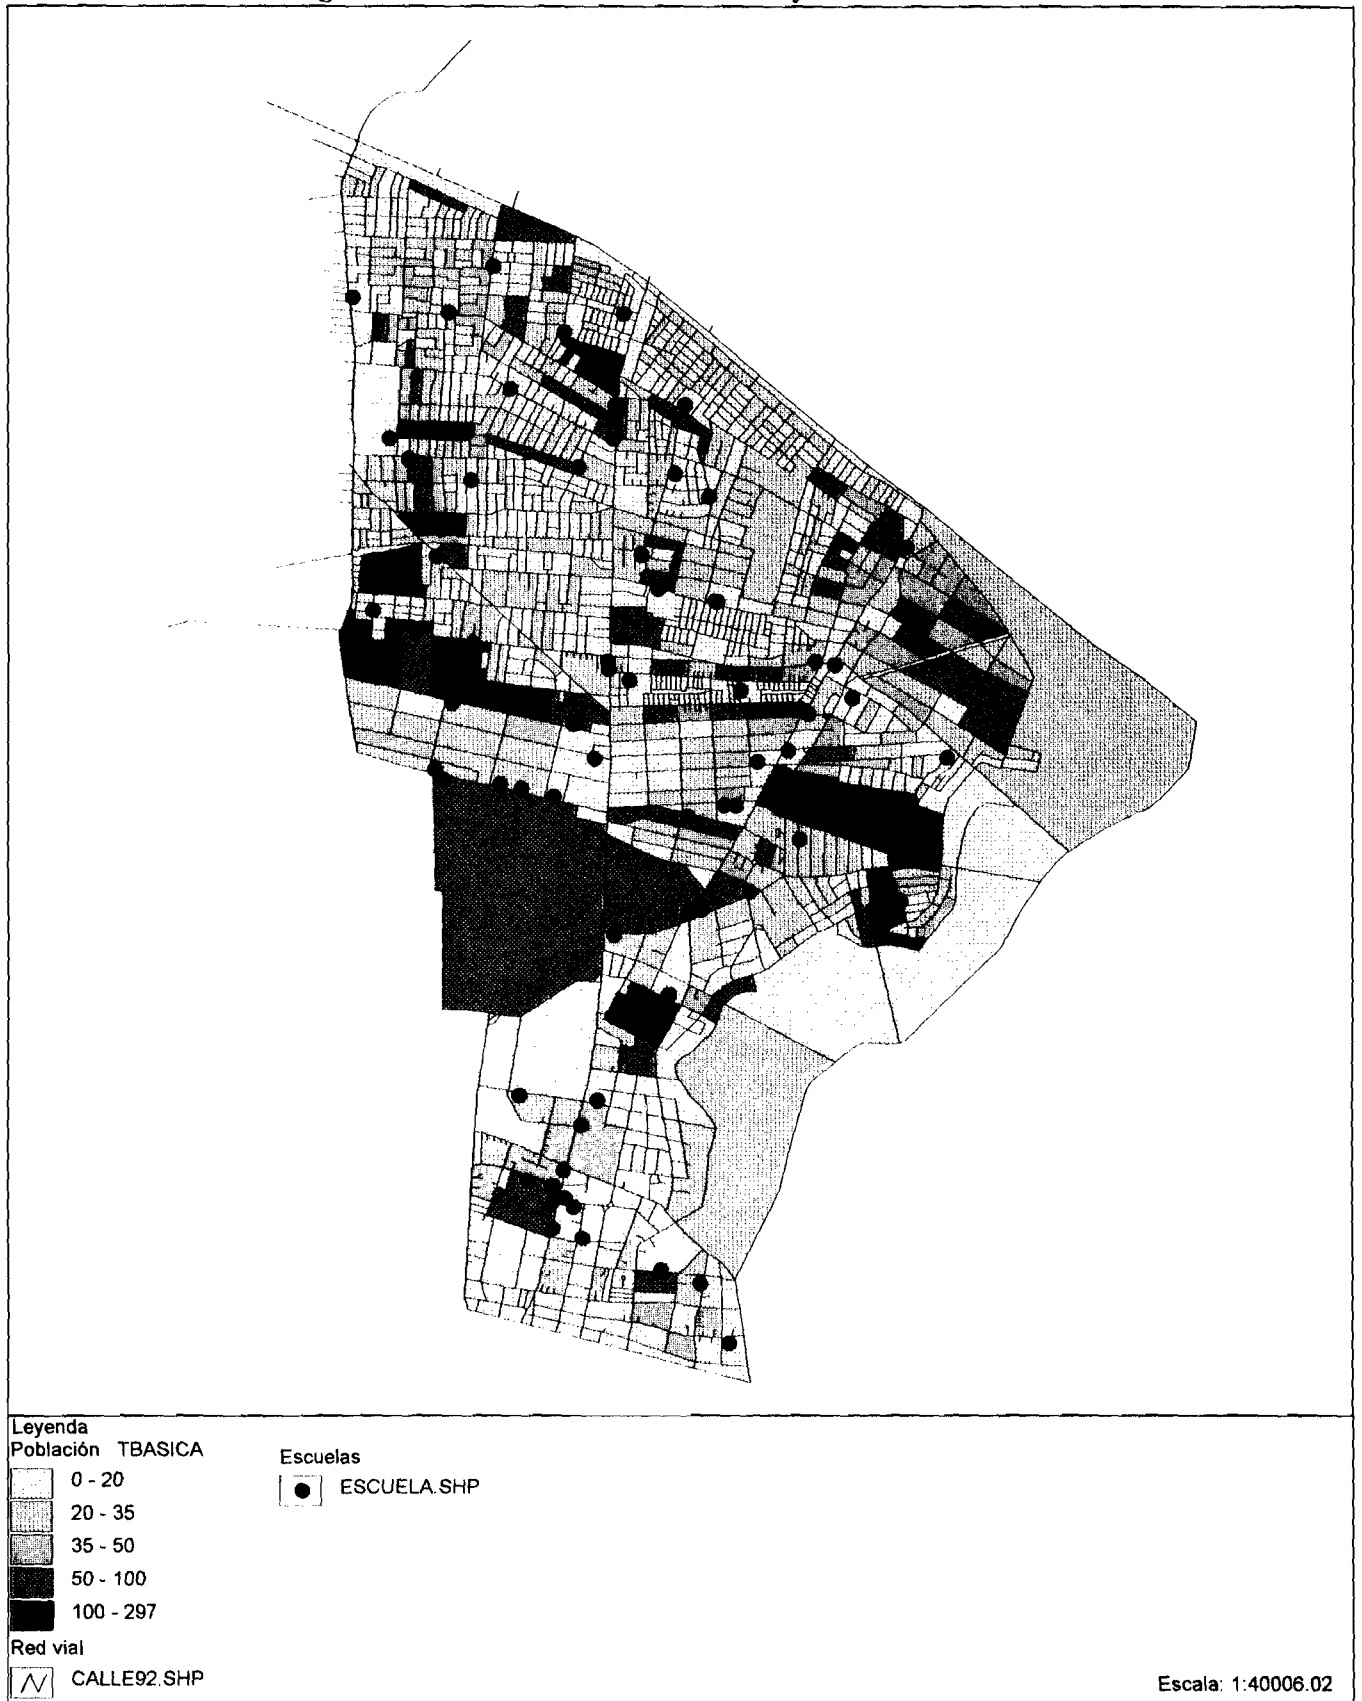 Leyenda
Población TBASICA
0 - 20
20 - 35
35 - 50
50 - 100
100 - 297
Red vial
CALLE92.SHP
Escuelas
ESCUELA.SHP
Escala: 1:40006.02